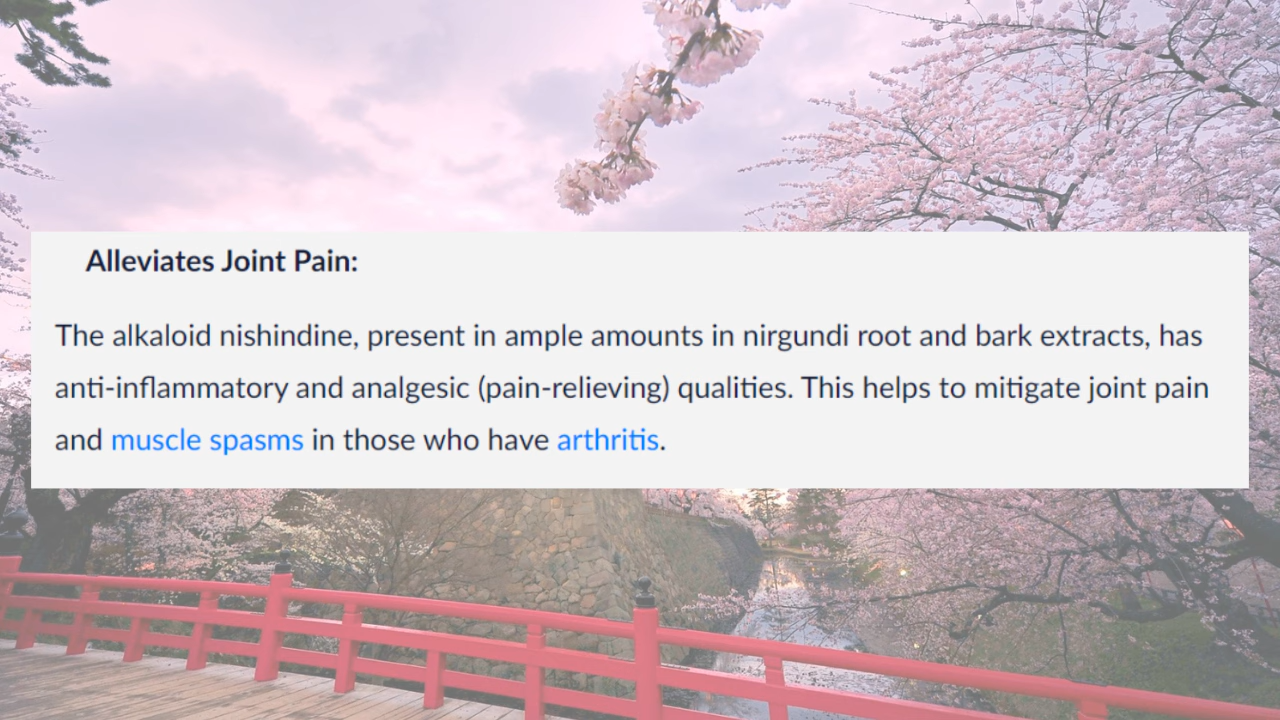 Alleviates Joint Pain:
The alkaloid nishindine, present in ample amounts in nirgundi root and bark extracts, has
anti-inflammatory and analgesic (pain-relieving) qualities. This helps to mitigate joint pain
and muscle spasms in those who have arthritis.